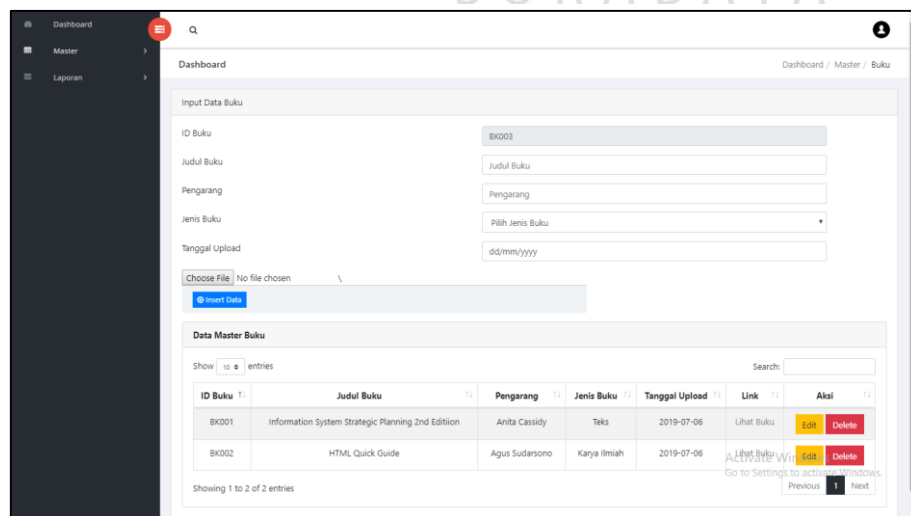 SURABAYA
Dashboard
Master
Laporan
Dashboard
Dashboard / Master / Buku
Input Data Buku
ID Buku BK003
Judul Buku Judul Buku
Pengarang Pengarang
Jenis Buku Pilih Jenis Buku
Tanggal Upload dd/mm/yyyy
Choose File No file chosen \
Insert Data
Data Master Buku
Show 10 entries Search:
ID Buku Judul Buku Pengarang Jenis Buku Tanggal Upload Link Aksi
BK001 Information System Strategic Planning 2nd Editiion Anita Cassidy Teks 2019-07-06 Lihat Buku Edit Delete
BK002 HTML Quick Guide Agus Sudarsono Karya Ilmiah 2019-07-06 Lihat Buku Edit Delete
Activate Windows
Go to Settings to activate Windows.
Showing 1 to 2 of 2 entries Previous 1 Next